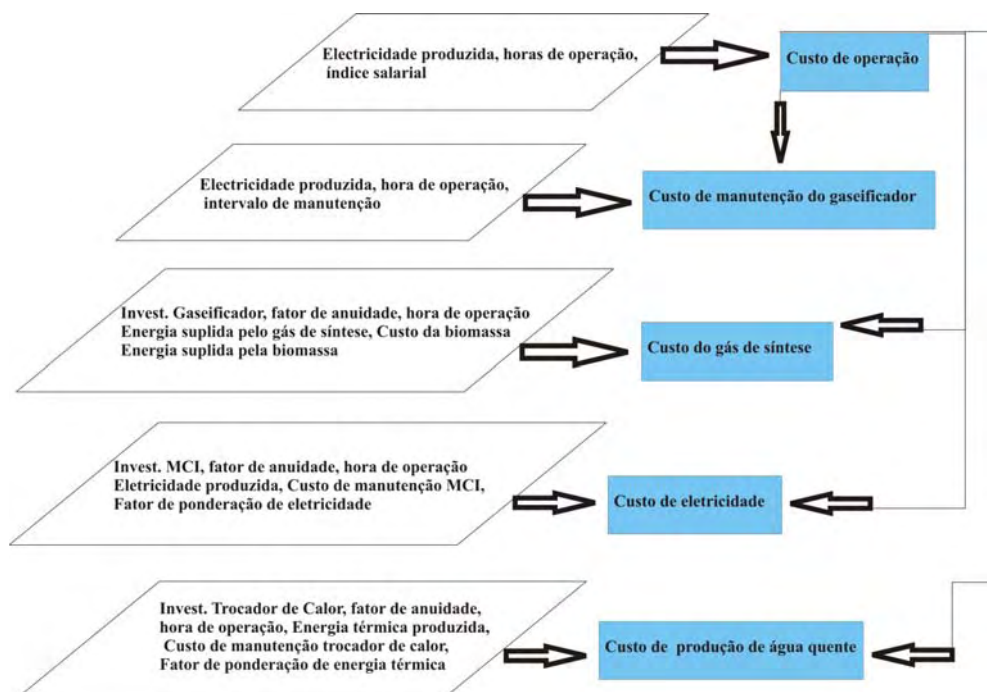 Electricidade produzida, horas de operação,
índice salarial
Custo de operação
Electricidade produzida, hora de operação,
intervalo de manutenção
Custo de manutenção do gaseificador
Invest. Gaseificador, fator de anuidade, hora de operação
Energia suplida pelo gás de síntese, Custo da biomassa
Energia suplida pela biomassa
Custo do gás de síntese
Invest. MCI, fator de anuidade, hora de operação
Eletricidade produzida, Custo de manutenção MCI,
Fator de ponderação de eletricidade
Custo de eletricidade
Invest. Trocador de Calor, fator de anuidade,
hora de operação, Energia térmica produzida,
Custo de manutenção trocador de calor,
Fator de ponderação de energia térmica
Custo de produção de água quente